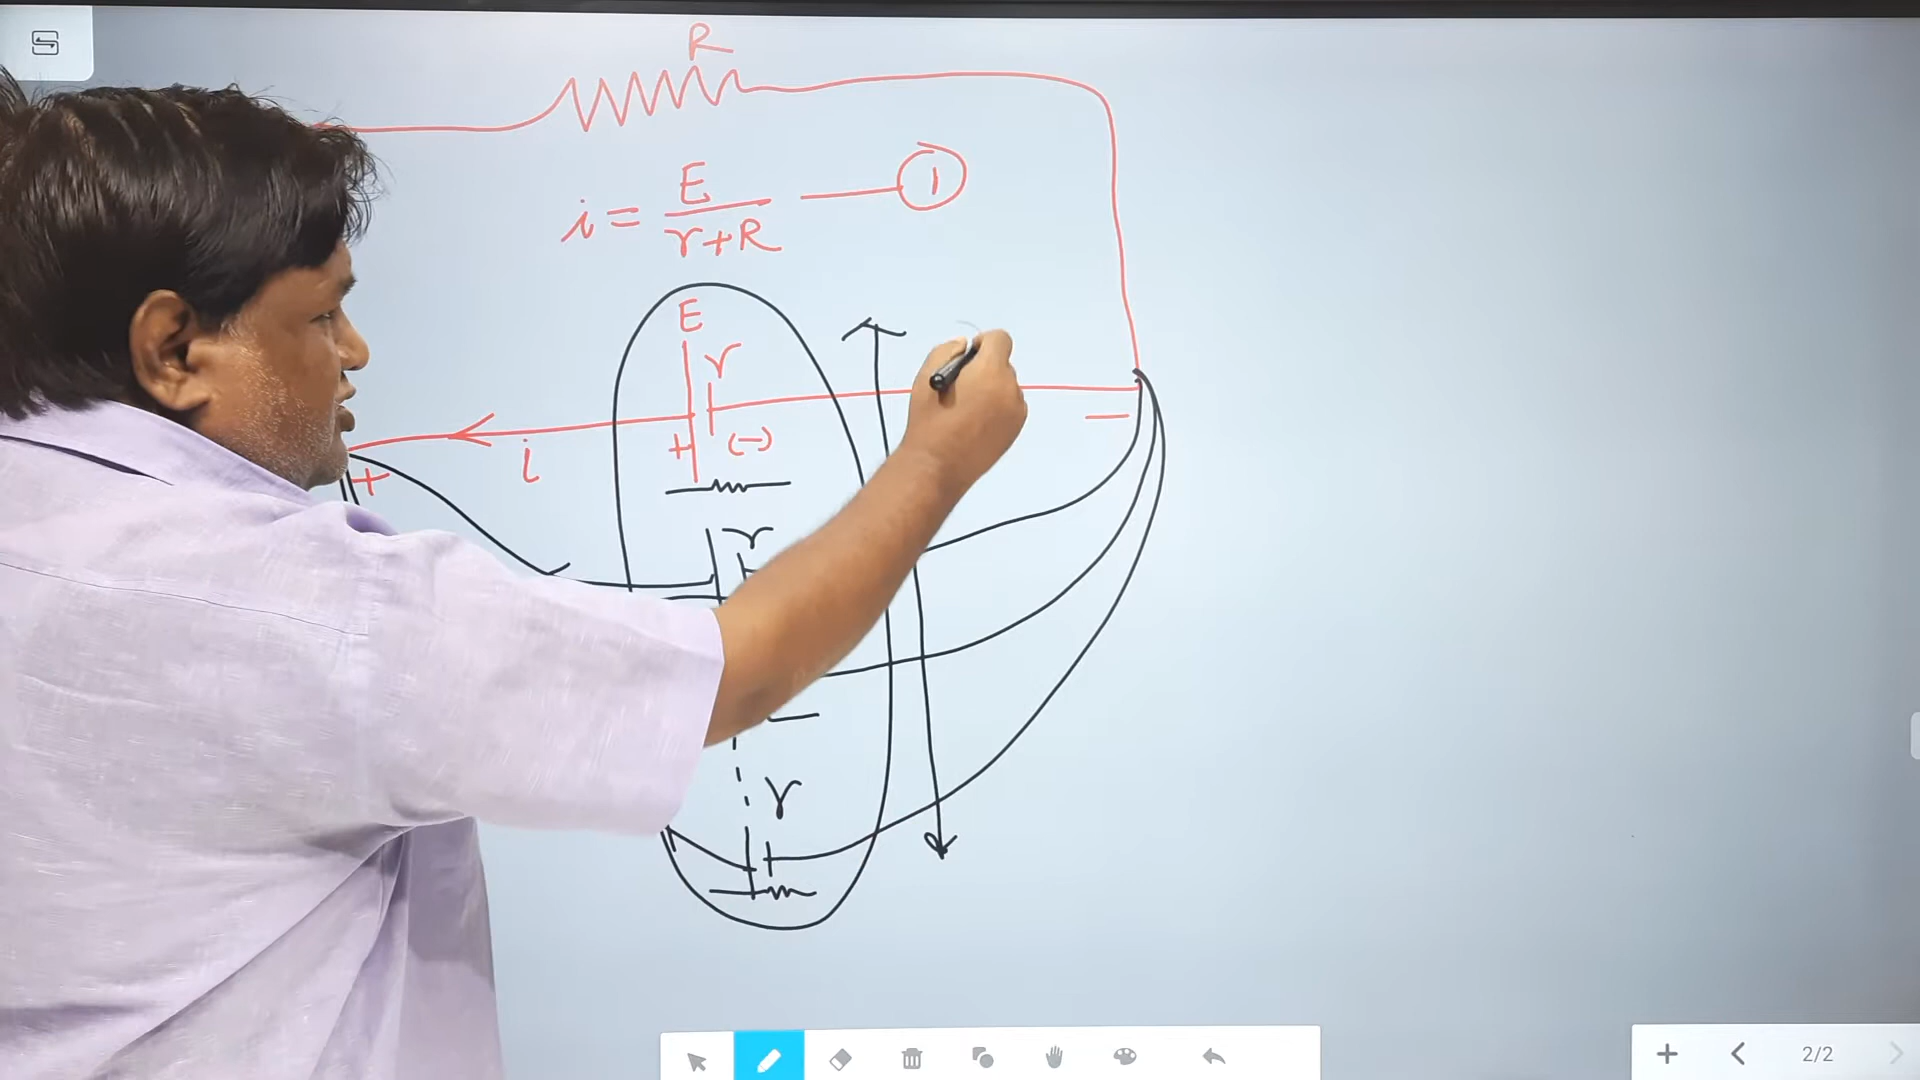 R
i = E/(r+R) — ①
E
r
+ (−)
i
+
−
r
r
2/2